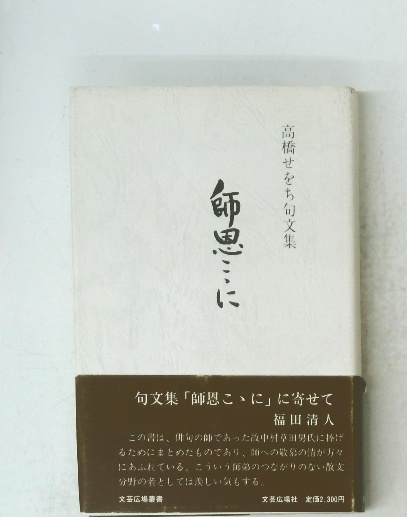 高橋せをち句文集
師恩こゝに
句文集「師恩こゝに」に寄せて
福田清人
この書は、俳句の師であった故中村草田男氏に捧げ
るためにまとめたものであり、師への敬慕の情が方々
にあふれている。こういう師弟のつながりのない散文
分野の者としては羨しい気もする。
文芸広場叢書
文芸広場社 定価2,300円